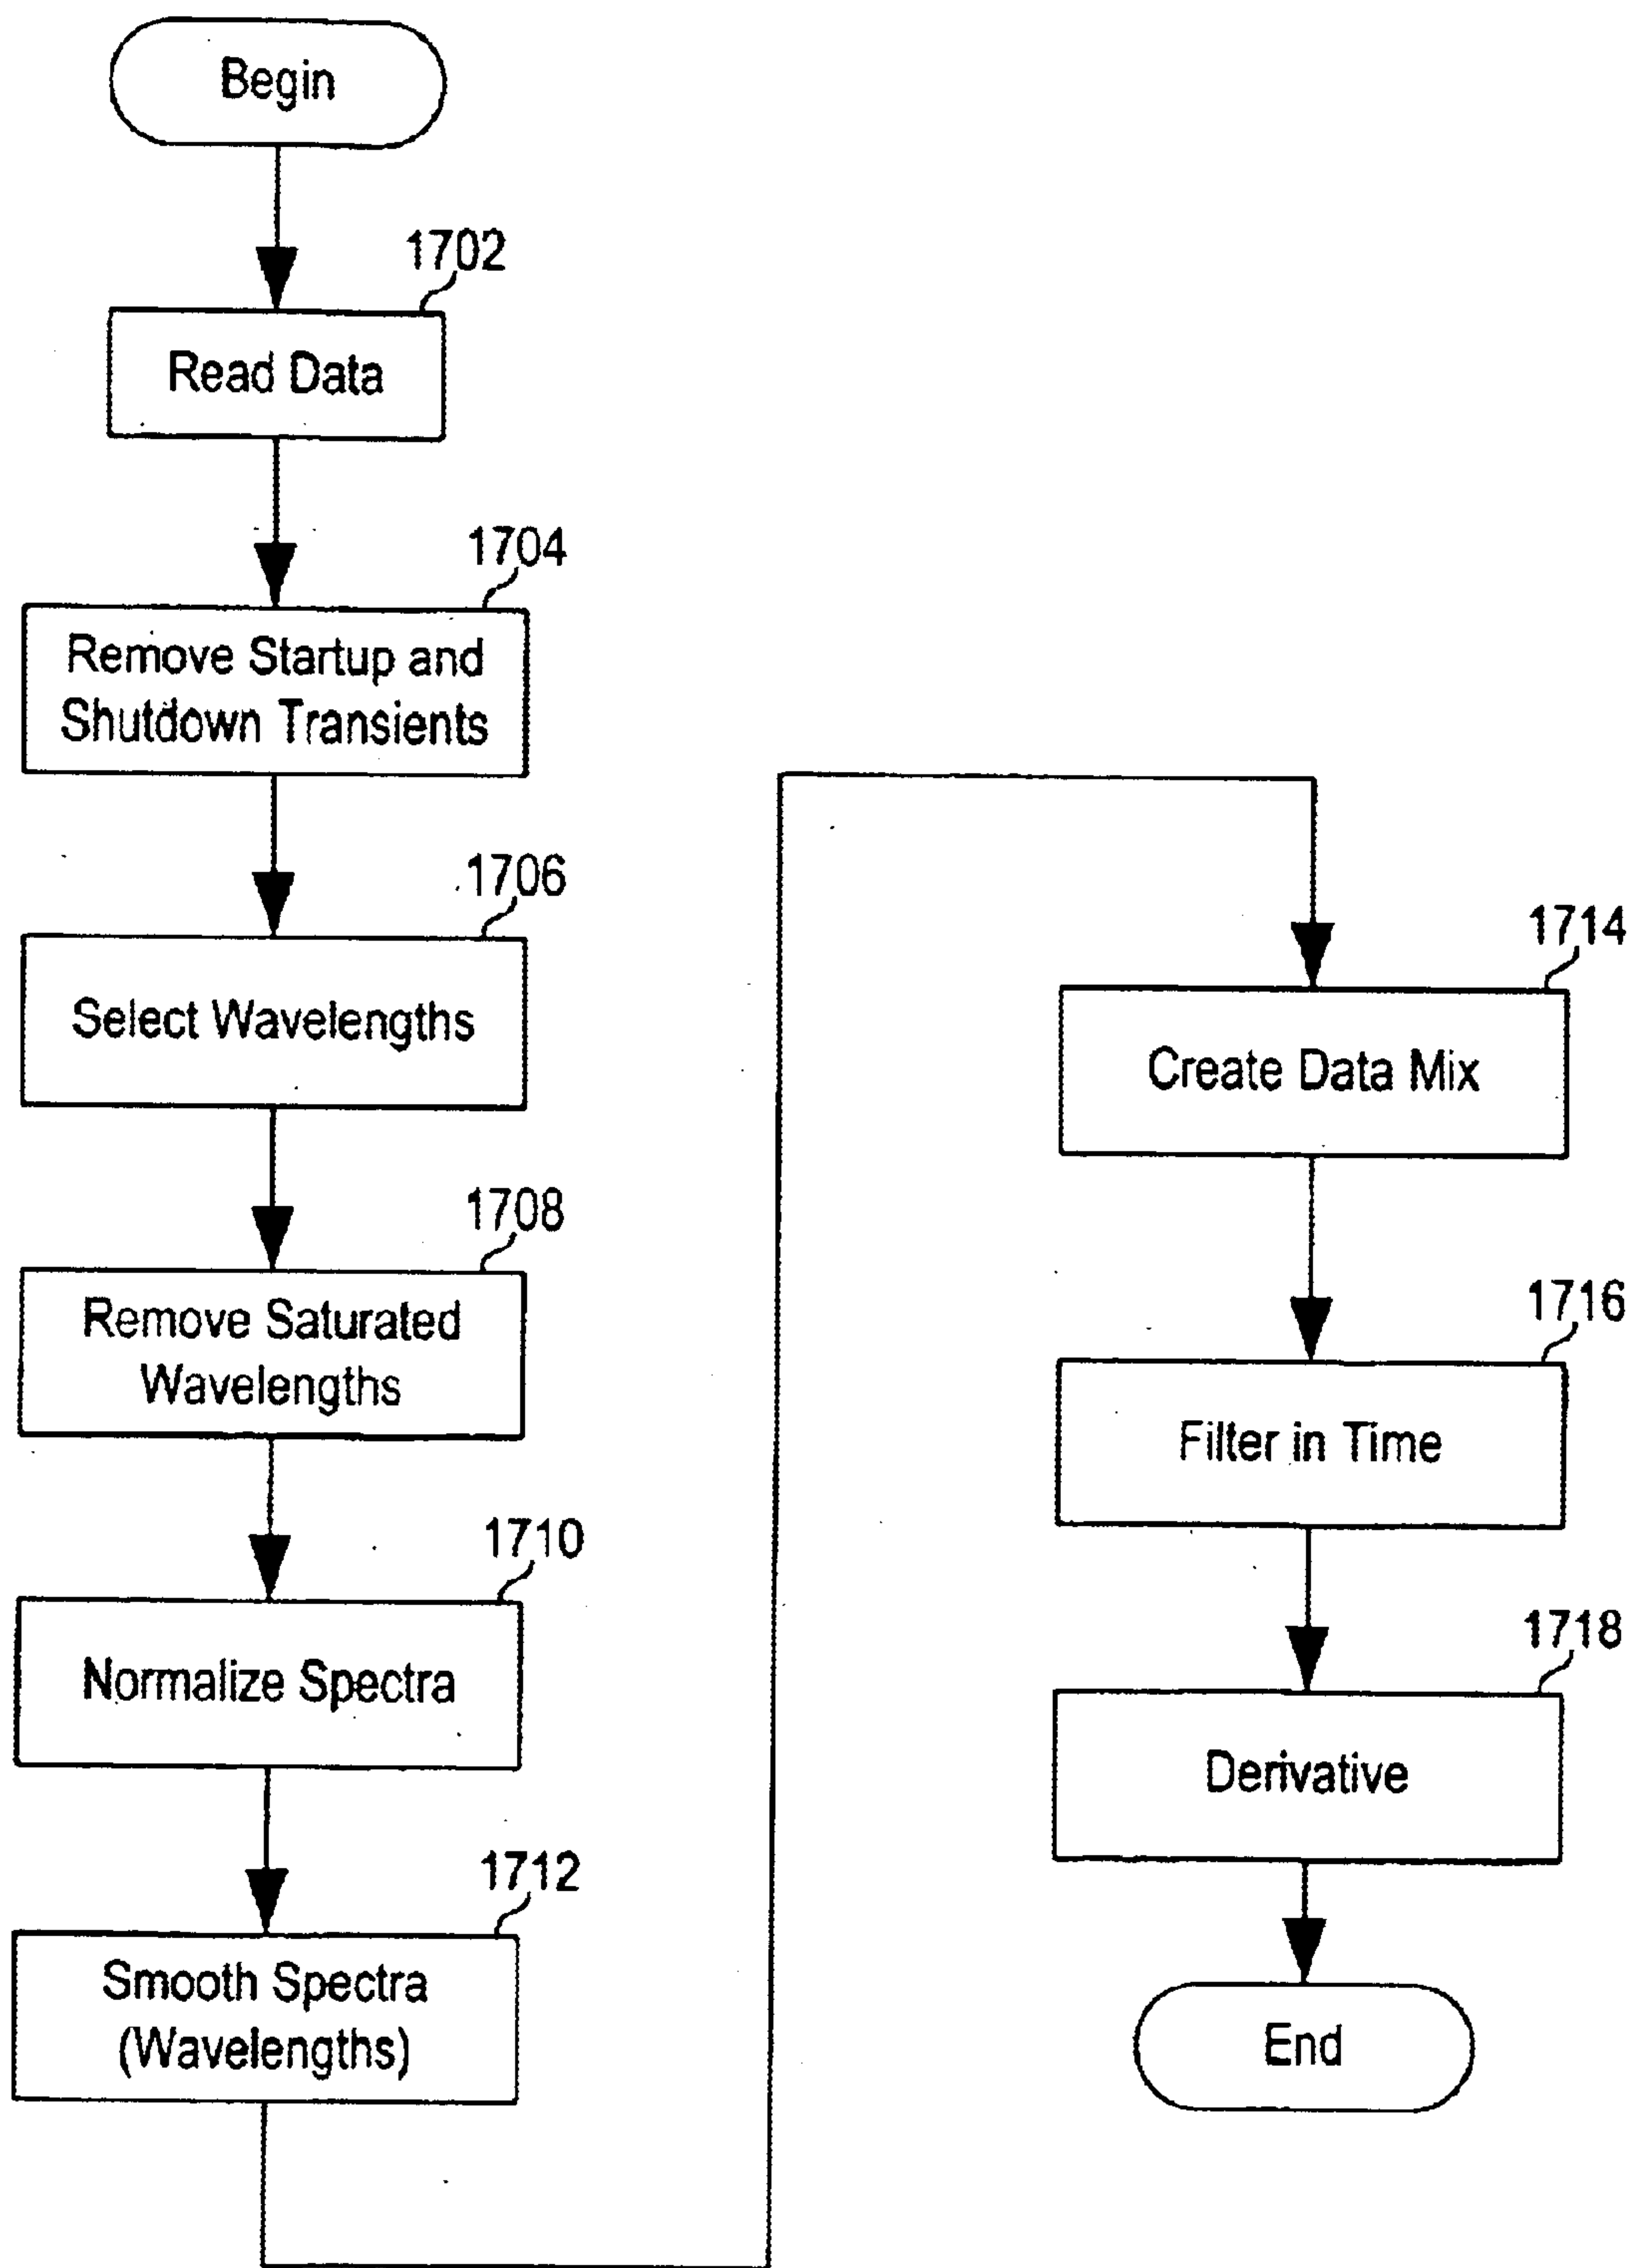 Begin
1702
Read Data
1704
Remove Startup and
Shutdown Transients
1706
Select Wavelengths
1708
Remove Saturated
Wavelengths
1710
Normalize Spectra
1712
Smooth Spectra
(Wavelengths)
1714
Create Data Mix
1716
Filter in Time
1718
Derivative
End